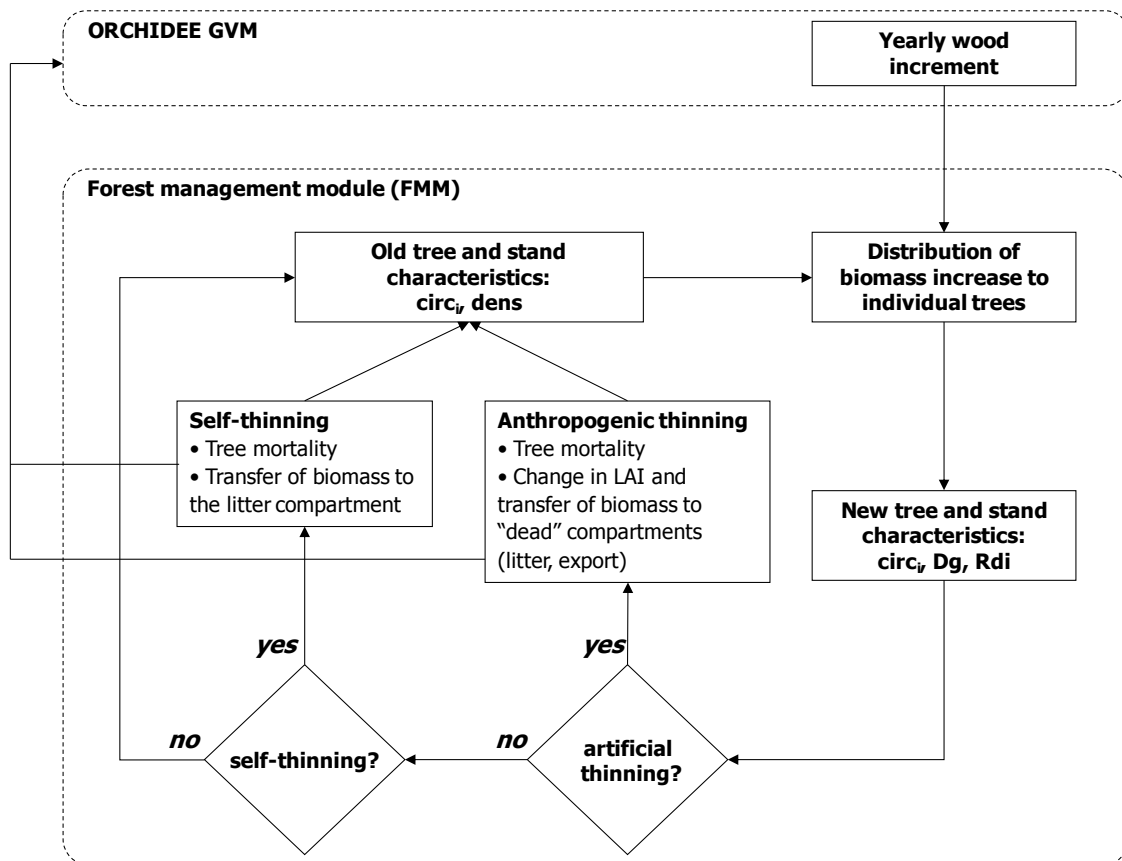 ORCHIDEE GVM
Yearly wood
increment
Forest management module (FMM)
Old tree and stand
characteristics:
circi, dens
Distribution of
biomass increase to
individual trees
Self-thinning
• Tree mortality
• Transfer of biomass to
the litter compartment
Anthropogenic thinning
• Tree mortality
• Change in LAI and
transfer of biomass to
“dead” compartments
(litter, export)
New tree and stand
characteristics:
circi, Dg, Rdi
yes
yes
no
self-thinning?
no
artificial
thinning?